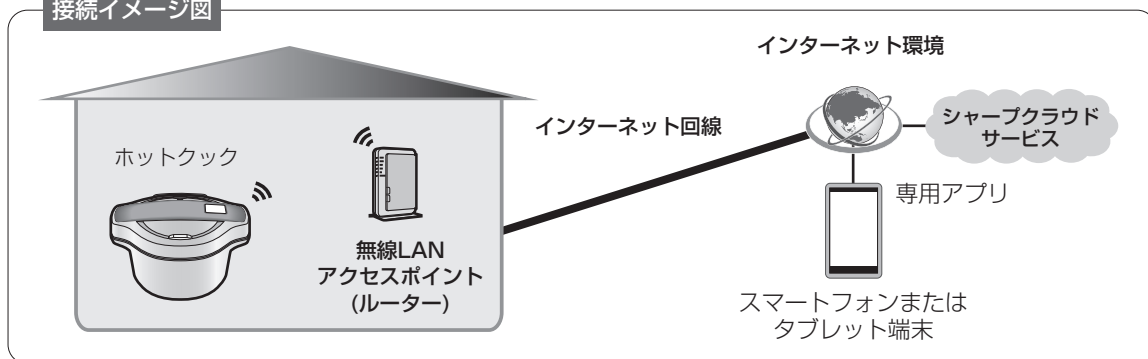 接続イメージ図
インターネット環境
インターネット回線
シャープクラウド
サービス
ホットクック
専用アプリ
無線LAN
アクセスポイント
(ルーター)
スマートフォンまたは
タブレット端末